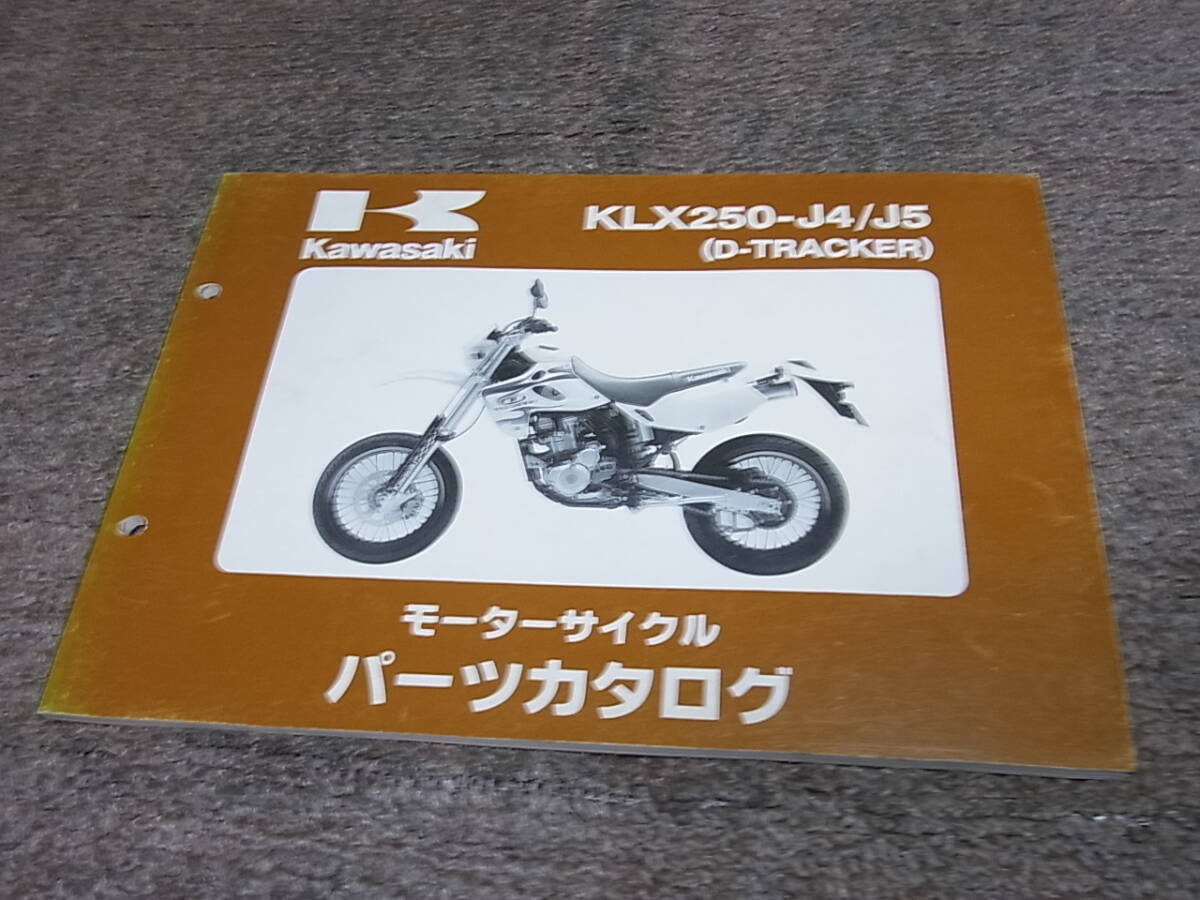 Kawasaki
KLX250-J4/J5
(D-TRACKER)
Kawasaki
モーターサイクル
パーツカタログ